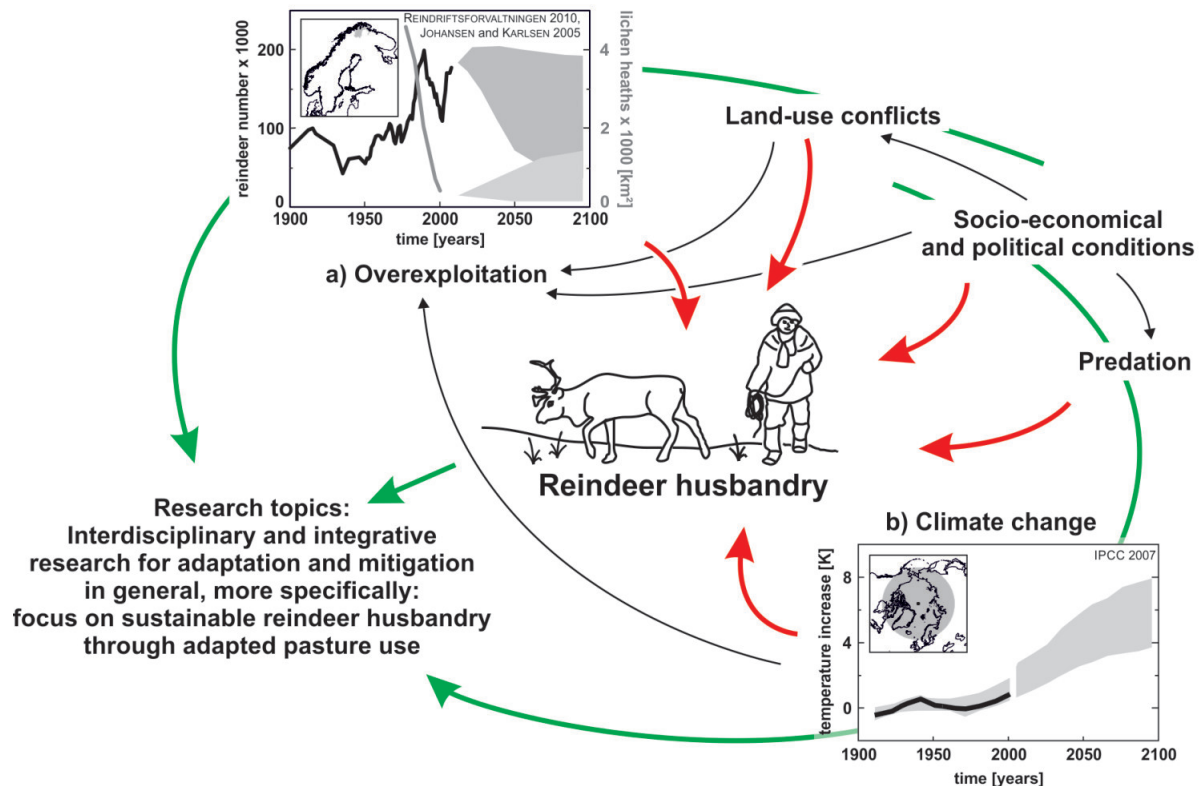 REINDRIFTSFORVALTNINGEN 2010,
JOHANSEN and KARLSEN 2005
reindeer number x 1000
200
100
0
lichen heaths x 1000 [km²]
4
2
0
1900 1950 2000 2050 2100
time [years]
a) Overexploitation
Land-use conflicts
Socio-economical
and political conditions
Predation
Reindeer husbandry
Research topics:
Interdisciplinary and integrative
research for adaptation and mitigation
in general, more specifically:
focus on sustainable reindeer husbandry
through adapted pasture use
b) Climate change
IPCC 2007
temperature increase [K]
8
4
0
1900 1950 2000 2050 2100
time [years]